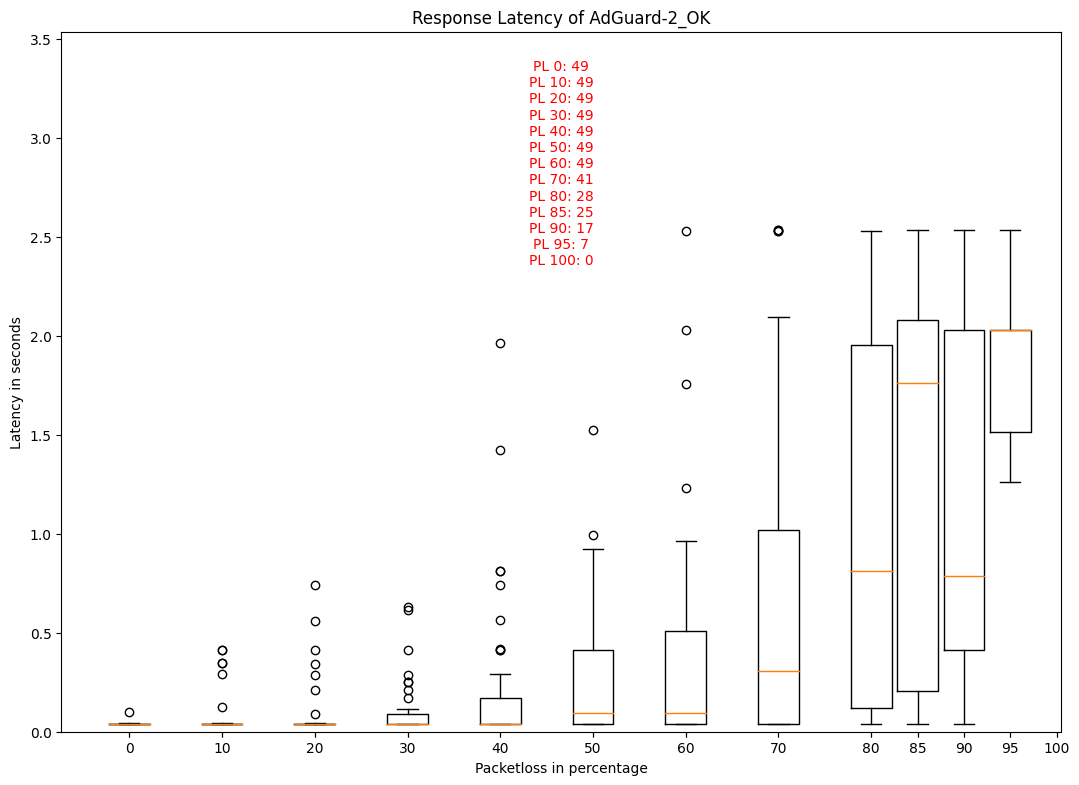 Response Latency of AdGuard-2_OK
3.5
3.0
2.5
2.0
1.5
1.0
0.5
0.0
Latency in seconds
PL 0: 49
PL 10: 49
PL 20: 49
PL 30: 49
PL 40: 49
PL 50: 49
PL 60: 49
PL 70: 41
PL 80: 28
PL 85: 25
PL 90: 17
PL 95: 7
PL 100: 0
0 10 20 30 40 50 60 70 80 85 90 95 100
Packetloss in percentage